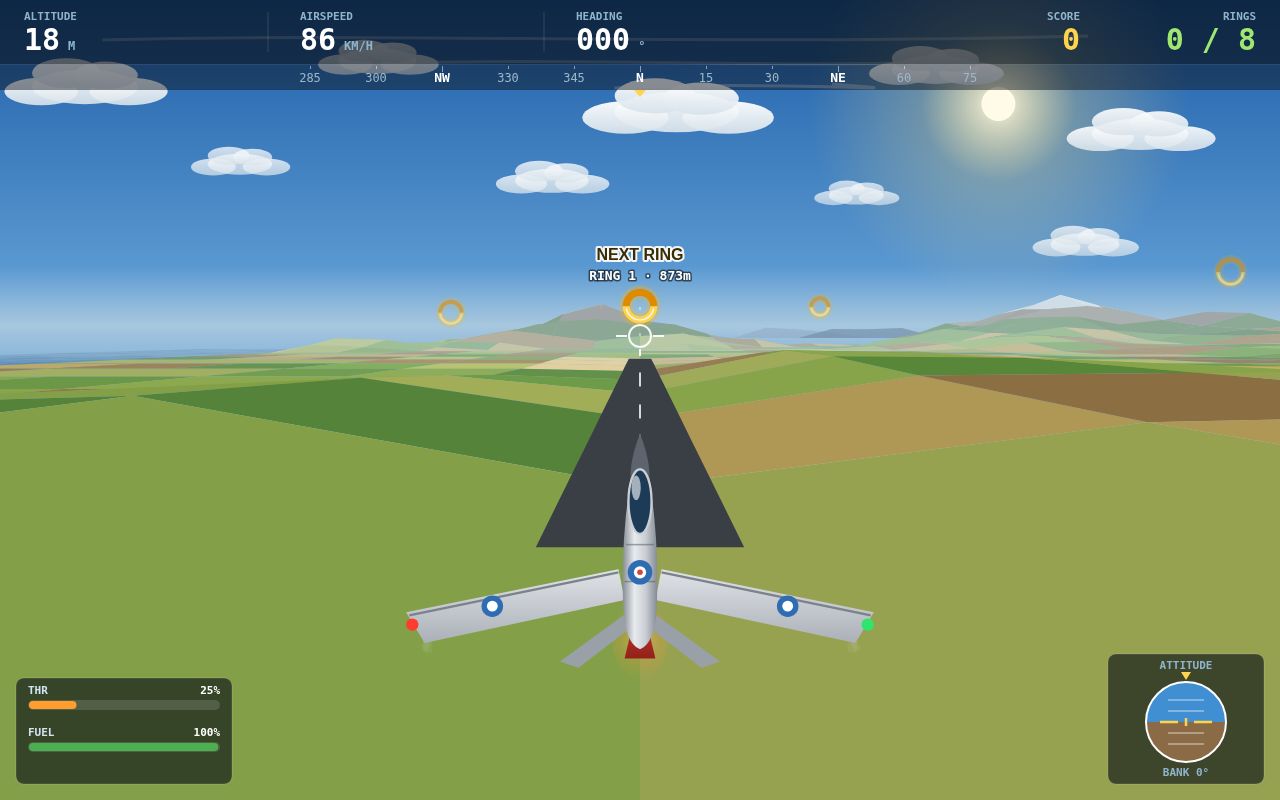 ALTITUDE
18 M
AIRSPEED
86 KM/H
HEADING
000 °
SCORE
0
RINGS
0 / 8
285 300 NW 330 345 N 15 30 NE 60 75
NEXT RING
RING 1 · 873m
THR 25%
FUEL 100%
ATTITUDE
BANK 0°